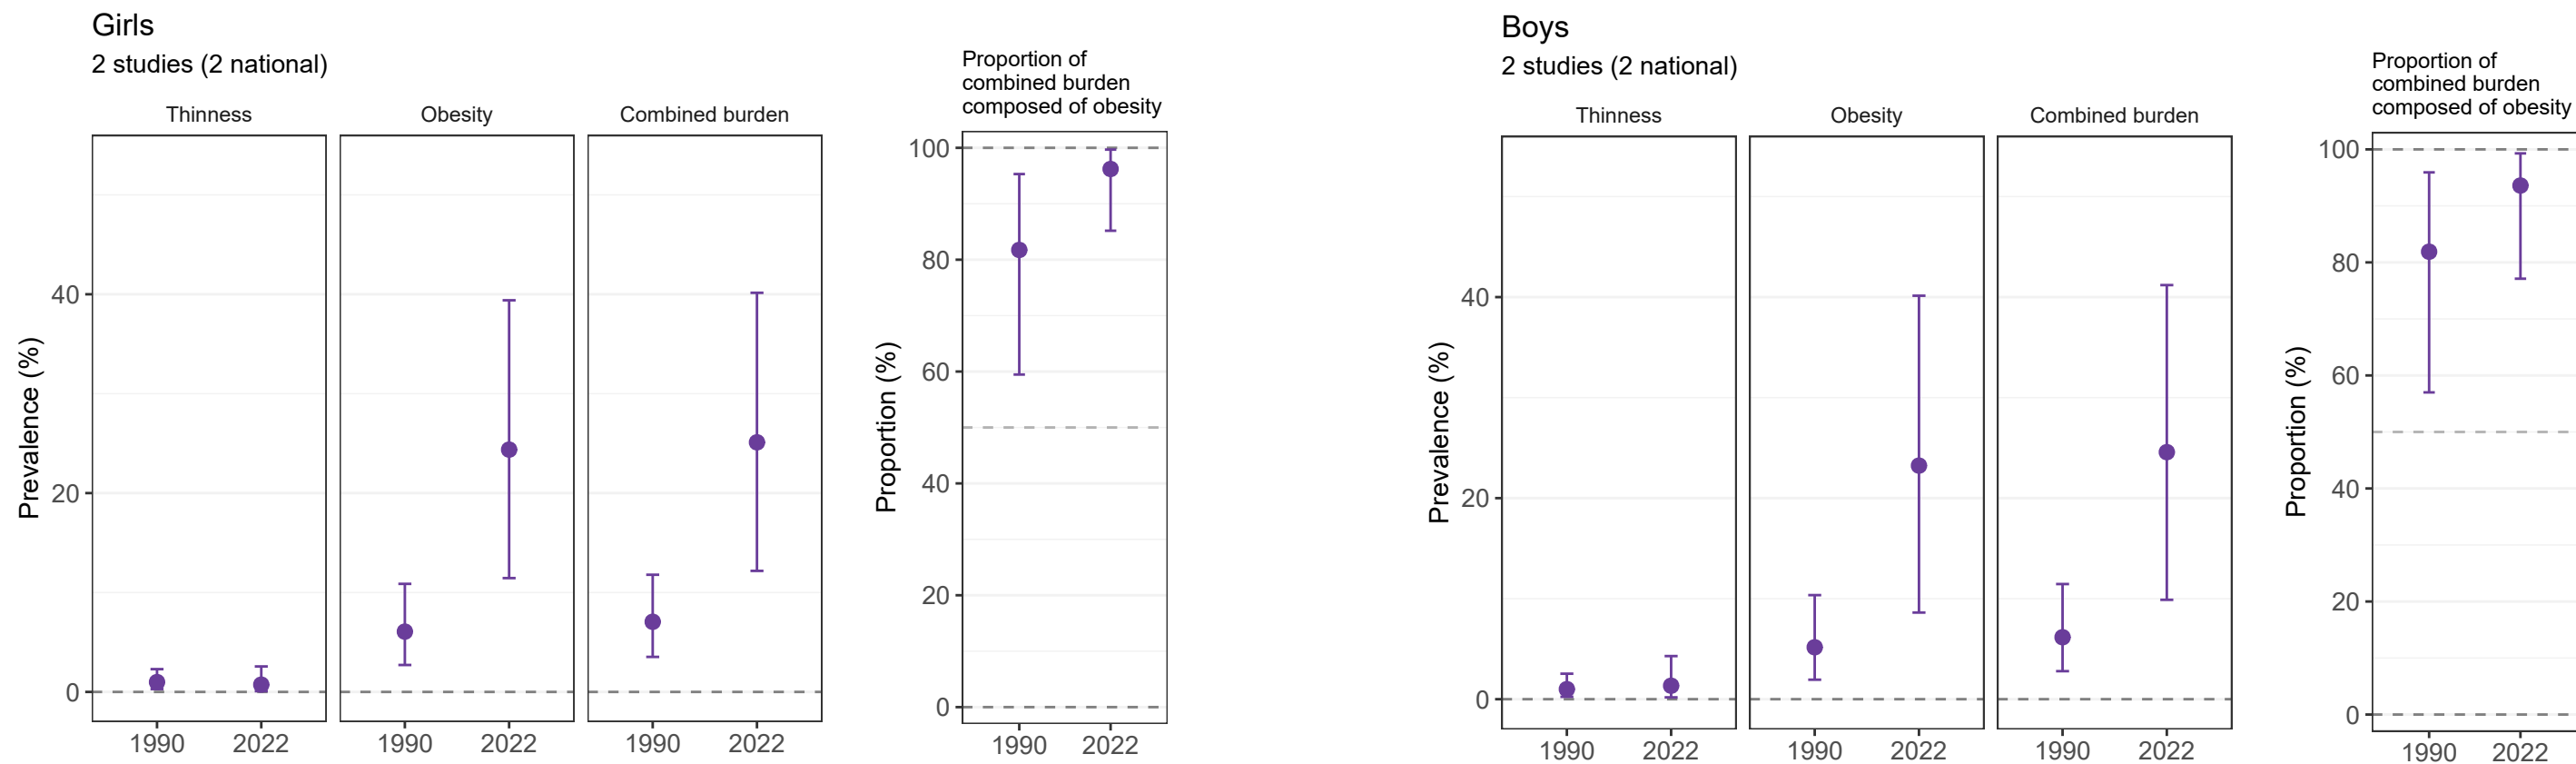 Girls
2 studies (2 national)
Thinness
Obesity
Combined burden
Prevalence (%)
40
20
0
1990 2022
1990 2022
1990 2022
Proportion of
combined burden
composed of obesity
Proportion (%)
100
80
60
40
20
0
1990 2022
Boys
2 studies (2 national)
Thinness
Obesity
Combined burden
Prevalence (%)
40
20
0
1990 2022
1990 2022
1990 2022
Proportion of
combined burden
composed of obesity
Proportion (%)
100
80
60
40
20
0
1990 2022